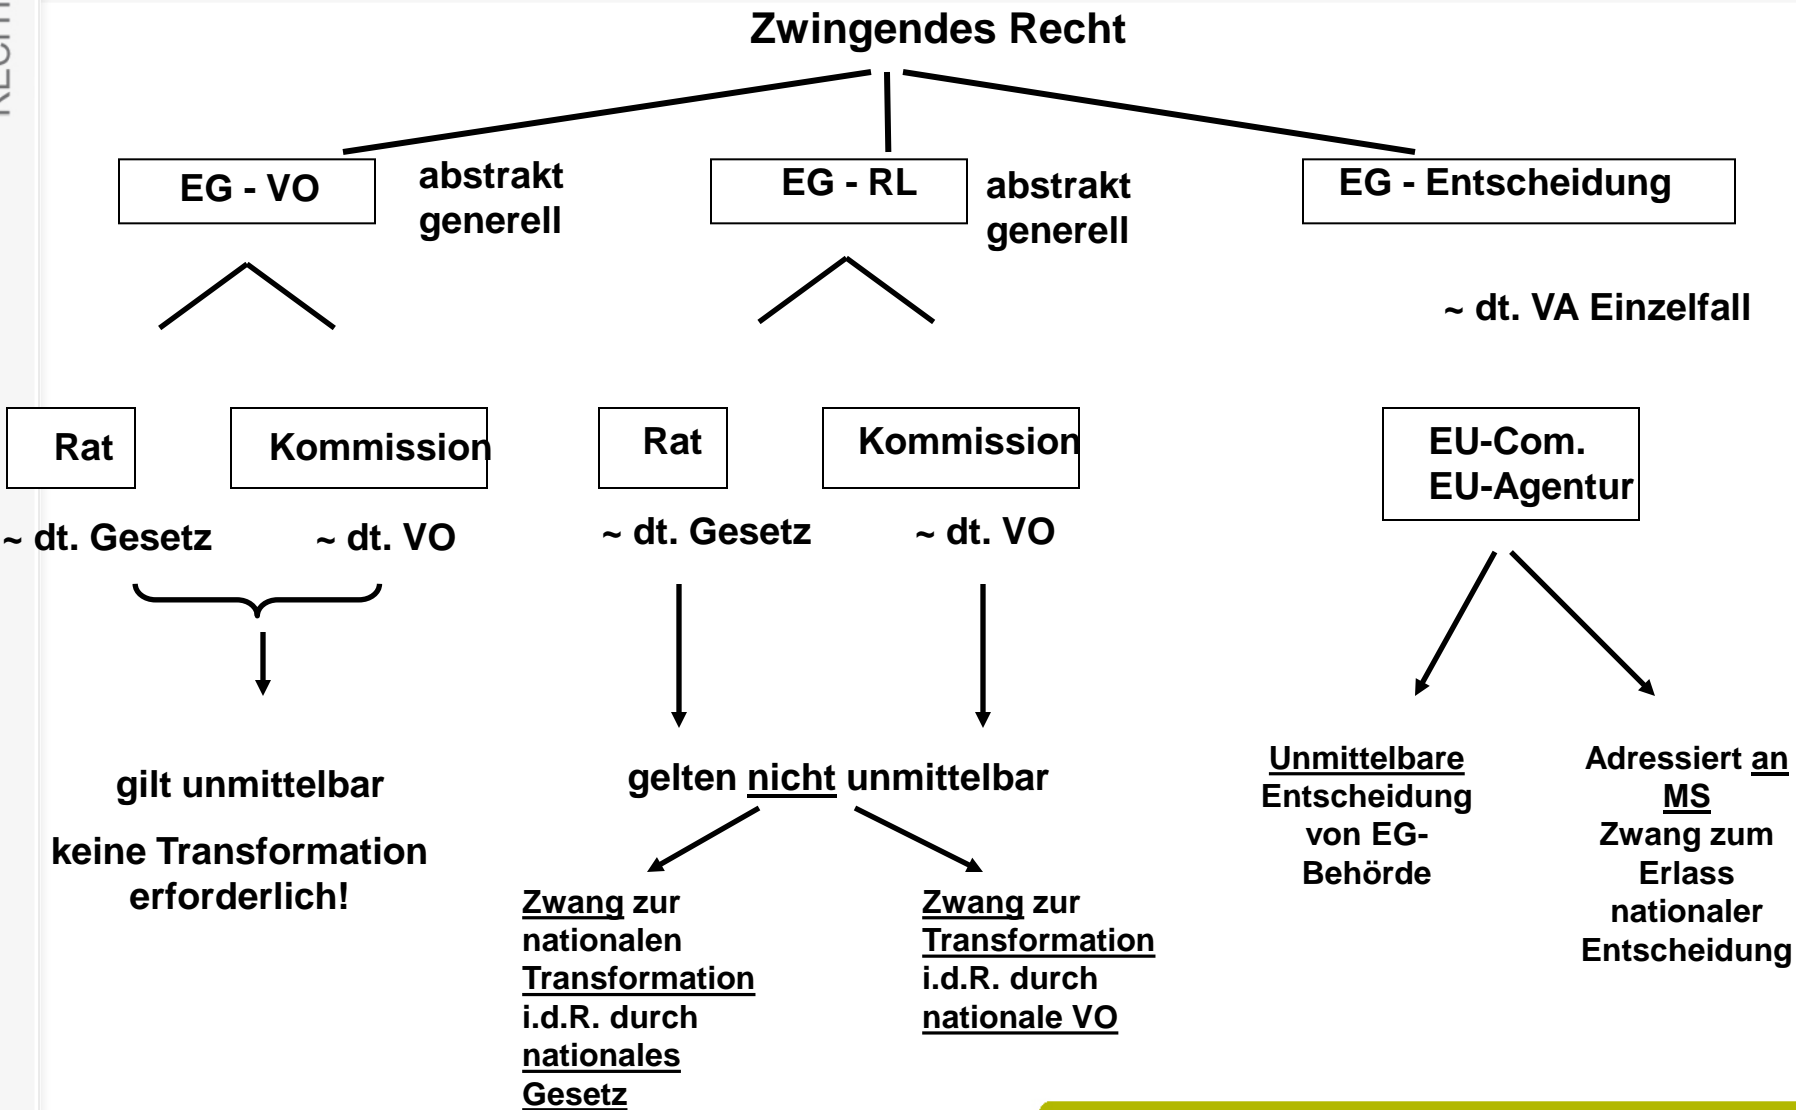 Zwingendes Recht
EG - VO
abstrakt
generell
EG - RL
abstrakt
generell
EG - Entscheidung
~ dt. VA Einzelfall
Rat
Kommission
Rat
Kommission
EU-Com.
EU-Agentur
~ dt. Gesetz
~ dt. VO
~ dt. Gesetz
~ dt. VO
gilt unmittelbar
keine Transformation
erforderlich!
gelten nicht unmittelbar
Zwang zur
nationalen
Transformation
i.d.R. durch
nationales
Gesetz
Zwang zur
Transformation
i.d.R. durch
nationale VO
Unmittelbare
Entscheidung
von EG-
Behörde
Adressiert an
MS
Zwang zum
Erlass
nationaler
Entscheidung